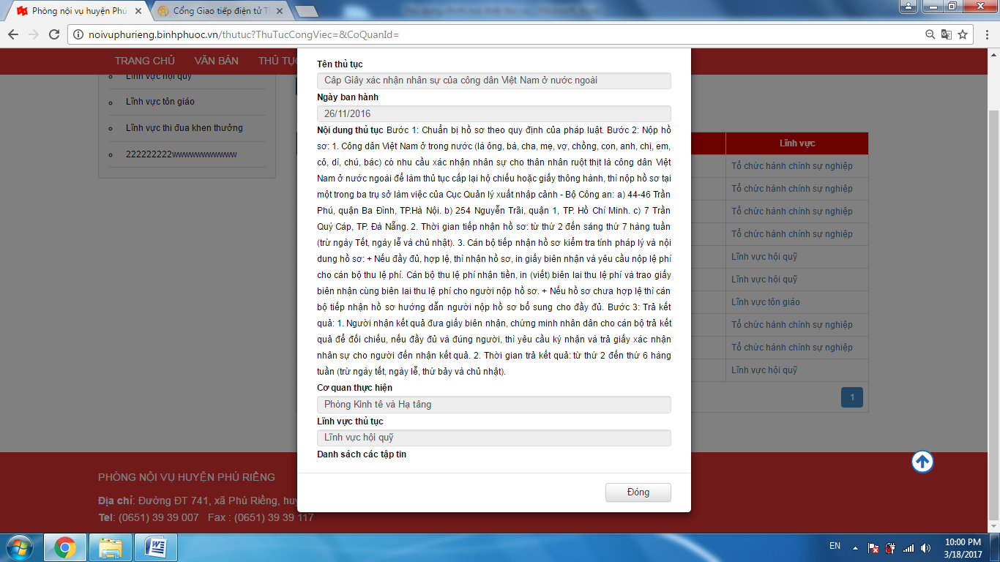 Phòng nội vụ huyện Phú
Cổng Giao tiếp điện tử T
noivuphurieng.binhphuoc.vn/thutuc?ThuTucCongViec=&CoQuanId=
TRANG CHỦ VĂN BẢN THỦ TỤC
Lĩnh vực hội quỹ
Lĩnh vực tôn giáo
Lĩnh vực thi đua khen thưởng
222222222wwwwwwwwwww
Tên thủ tục
Cấp Giấy xác nhận nhân sự của công dân Việt Nam ở nước ngoài
Ngày ban hành
26/11/2016
Nội dung thủ tục Bước 1: Chuẩn bị hồ sơ theo quy định của pháp luật. Bước 2: Nộp hồ
sơ: 1. Công dân Việt Nam ở trong nước (là ông, bà, cha, mẹ, vợ, chồng, con, anh, chị, em,
cô, dì, chú, bác) có nhu cầu xác nhận nhân sự cho thân nhân ruột thịt là công dân Việt
Nam ở nước ngoài để làm thủ tục cấp lại hộ chiếu hoặc giấy thông hành, thì nộp hồ sơ tại
một trong ba trụ sở làm việc của Cục Quản lý xuất nhập cảnh - Bộ Công an: a) 44-46 Trần
Phú, quận Ba Đình, TP.Hà Nội. b) 254 Nguyễn Trãi, quận 1, TP. Hồ Chí Minh. c) 7 Trần
Quý Cáp, TP. Đà Nẵng. 2. Thời gian tiếp nhận hồ sơ: từ thứ 2 đến sáng thứ 7 hàng tuần
(trừ ngày Tết, ngày lễ và chủ nhật). 3. Cán bộ tiếp nhận hồ sơ kiểm tra tính pháp lý và nội
dung hồ sơ: + Nếu đầy đủ, hợp lệ, thì nhận hồ sơ, in giấy biên nhận và yêu cầu nộp lệ phí
cho cán bộ thu lệ phí. Cán bộ thu lệ phí nhận tiền, in (viết) biên lai thu lệ phí và trao giấy
biên nhận cùng biên lai thu lệ phí cho người nộp hồ sơ. + Nếu hồ sơ chưa hợp lệ thì cán
bộ tiếp nhận hồ sơ hướng dẫn người nộp hồ sơ bổ sung cho đầy đủ. Bước 3: Trả kết
quả: 1. Người nhận kết quả đưa giấy biên nhận, chứng minh nhân dân cho cán bộ trả kết
quả để đối chiếu, nếu đầy đủ và đúng người, thì yêu cầu ký nhận và trả giấy xác nhận
nhân sự cho người đến nhận kết quả. 2. Thời gian trả kết quả: từ thứ 2 đến thứ 6 hàng
tuần (trừ ngày tết, ngày lễ, thứ bảy và chủ nhật).
Cơ quan thực hiện
Phòng Kinh tế và Hạ tầng
Lĩnh vực thủ tục
Lĩnh vực hội quỹ
Danh sách các tập tin
Đóng
Lĩnh vực
Tổ chức hành chính sự nghiệp
Tổ chức hành chính sự nghiệp
Tổ chức hành chính sự nghiệp
Tổ chức hành chính sự nghiệp
Lĩnh vực hội quỹ
Lĩnh vực hội quỹ
Lĩnh vực tôn giáo
Tổ chức hành chính sự nghiệp
Tổ chức hành chính sự nghiệp
Lĩnh vực hội quỹ
1
PHÒNG NỘI VỤ HUYỆN PHÚ RIỀNG
Địa chỉ: Đường ĐT 741, xã Phú Riềng, huy
Tel: (0651) 39 39 007 Fax : (0651) 39 39 117
EN
10:00 PM
3/18/2017